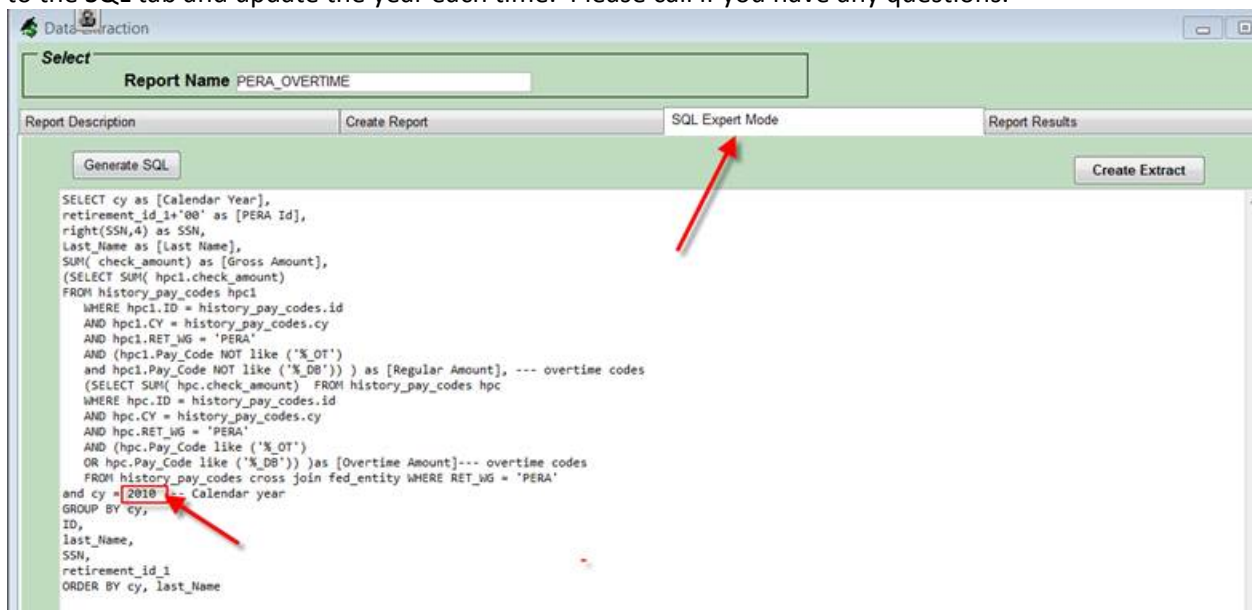 to the SQL tab and update the year each time. Please call if you have any questions.
Data Extraction
Select
Report Name PERA_OVERTIME
Report Description Create Report SQL Expert Mode Report Results
Generate SQL Create Extract
SELECT cy as [Calendar Year],
retirement_id_1+'00' as [PERA Id],
right(SSN,4) as SSN,
Last_Name as [Last Name],
SUM( check_amount) as [Gross Amount],
(SELECT SUM( hpc1.check_amount)
FROM history_pay_codes hpc1
WHERE hpc1.ID = history_pay_codes.id
AND hpc1.CY = history_pay_codes.cy
AND hpc1.RET_WG = 'PERA'
AND (hpc1.Pay_Code NOT like ('%_OT')
and hpc1.Pay_Code NOT like ('%_DB')) ) as [Regular Amount], --- overtime codes
(SELECT SUM( hpc.check_amount) FROM history_pay_codes hpc
WHERE hpc.ID = history_pay_codes.id
AND hpc.CY = history_pay_codes.cy
AND hpc.RET_WG = 'PERA'
AND (hpc.Pay_Code like ('%_OT')
OR hpc.Pay_Code like ('%_DB')) )as [Overtime Amount]--- overtime codes
FROM history_pay_codes cross join fed_entity WHERE RET_WG = 'PERA'
and cy = 2010 --- Calendar year
GROUP BY cy,
ID,
last_Name,
SSN,
retirement_id_1
ORDER BY cy, last_Name